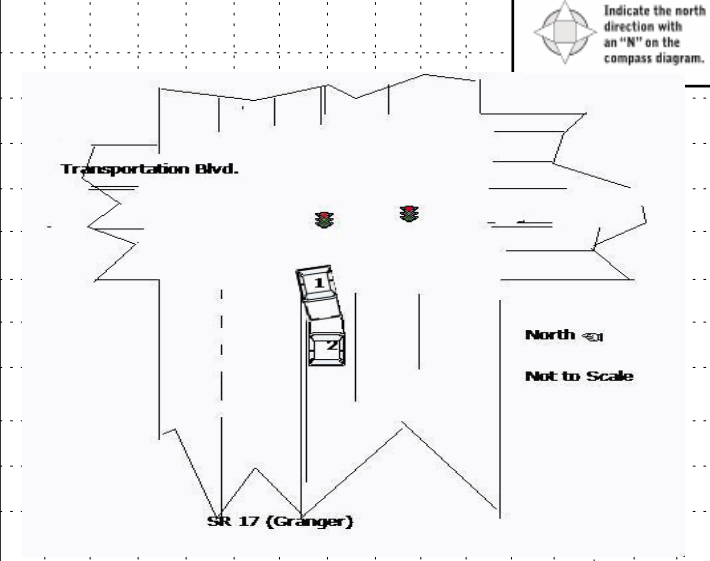 Indicate the north
direction with
an "N" on the
compass diagram.
Transportation Blvd.
1
2
North
Not to Scale
SR 17 (Granger)